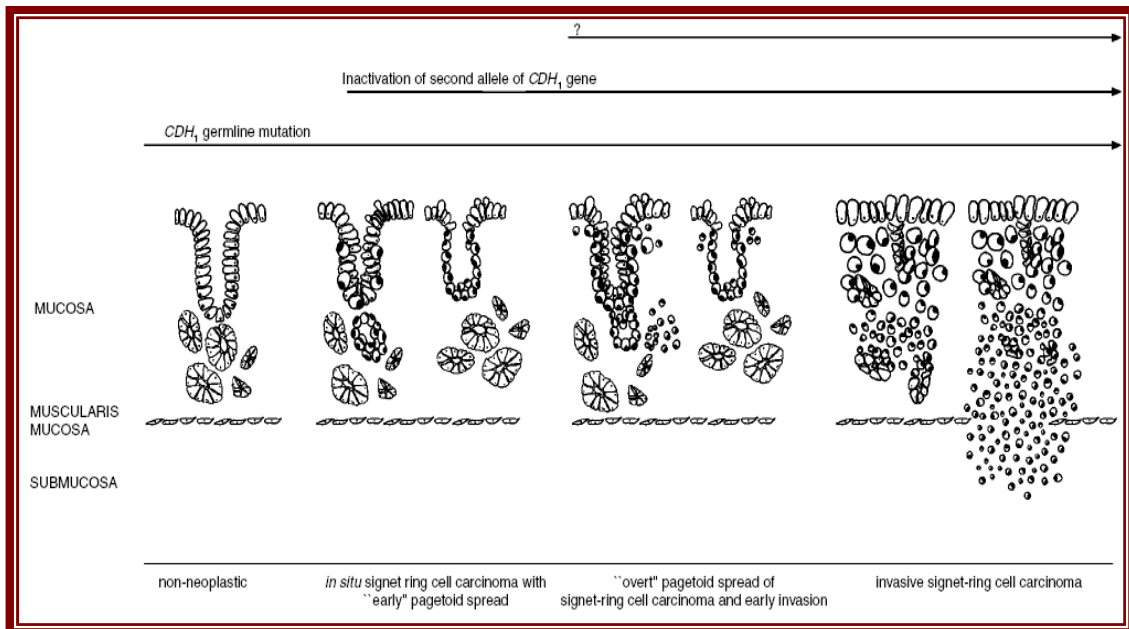 ?
Inactivation of second allele of CDH1 gene
CDH1 germline mutation
MUCOSA
MUSCULARIS
MUCOSA
SUBMUCOSA
non-neoplastic
in situ signet ring cell carcinoma with
``early" pagetoid spread
``overt" pagetoid spread of
signet-ring cell carcinoma and early invasion
invasive signet-ring cell carcinoma